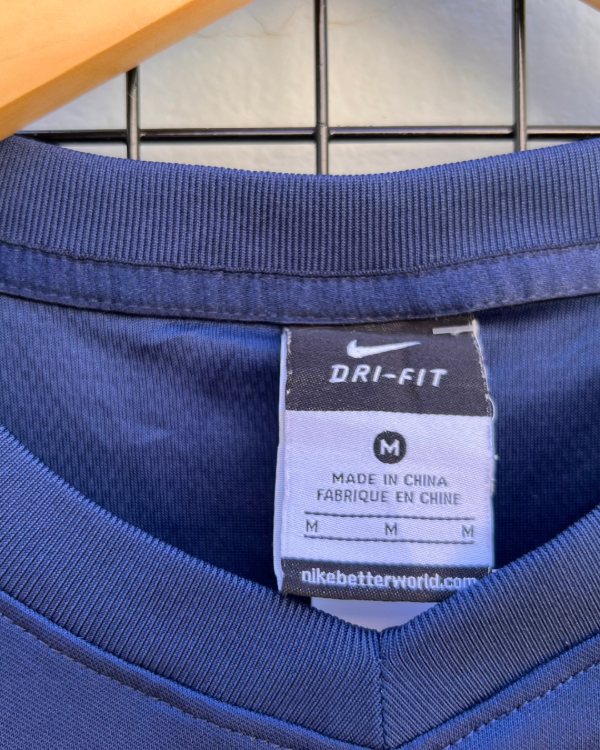 DRI-FIT
M
MADE IN CHINA
FABRIQUE EN CHINE
M M M
nikebetterworld.com